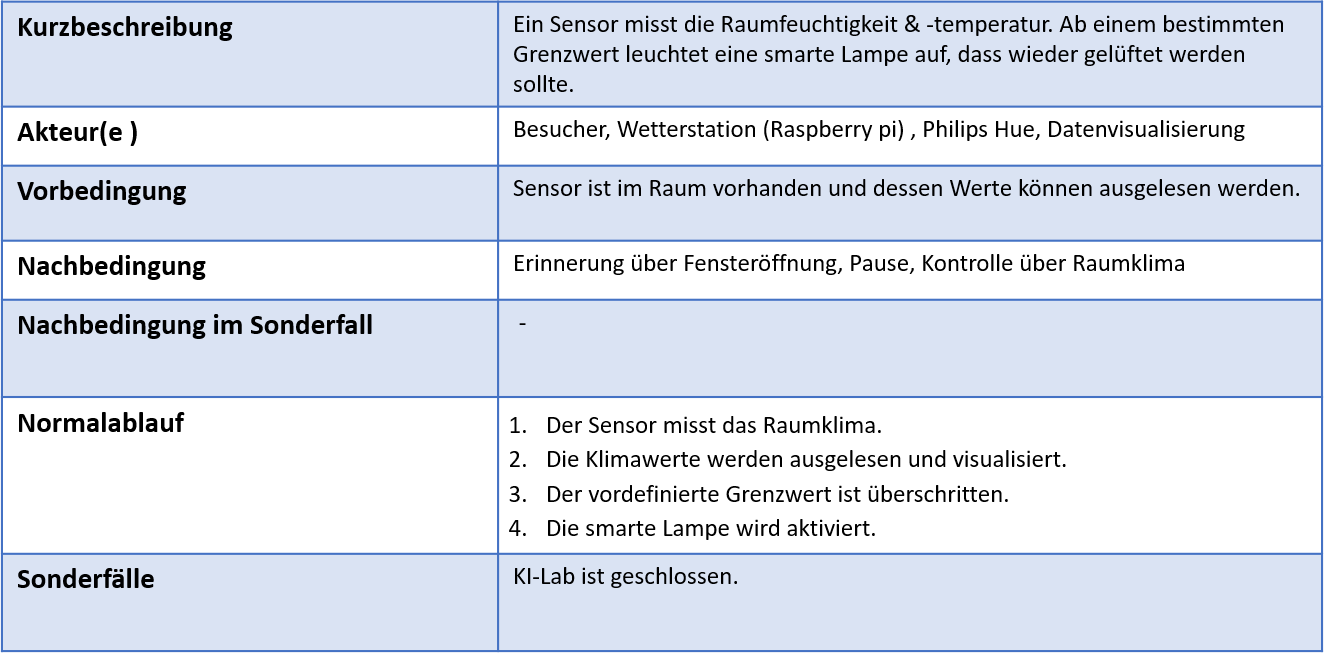 Kurzbeschreibung
Ein Sensor misst die Raumfeuchtigkeit & -temperatur. Ab einem bestimmten
Grenzwert leuchtet eine smarte Lampe auf, dass wieder gelüftet werden
sollte.
Akteur(e )
Besucher, Wetterstation (Raspberry pi) , Philips Hue, Datenvisualisierung
Vorbedingung
Sensor ist im Raum vorhanden und dessen Werte können ausgelesen werden.
Nachbedingung
Erinnerung über Fensteröffnung, Pause, Kontrolle über Raumklima
Nachbedingung im Sonderfall
-
Normalablauf
1. Der Sensor misst das Raumklima.
2. Die Klimawerte werden ausgelesen und visualisiert.
3. Der vordefinierte Grenzwert ist überschritten.
4. Die smarte Lampe wird aktiviert.
Sonderfälle
KI-Lab ist geschlossen.